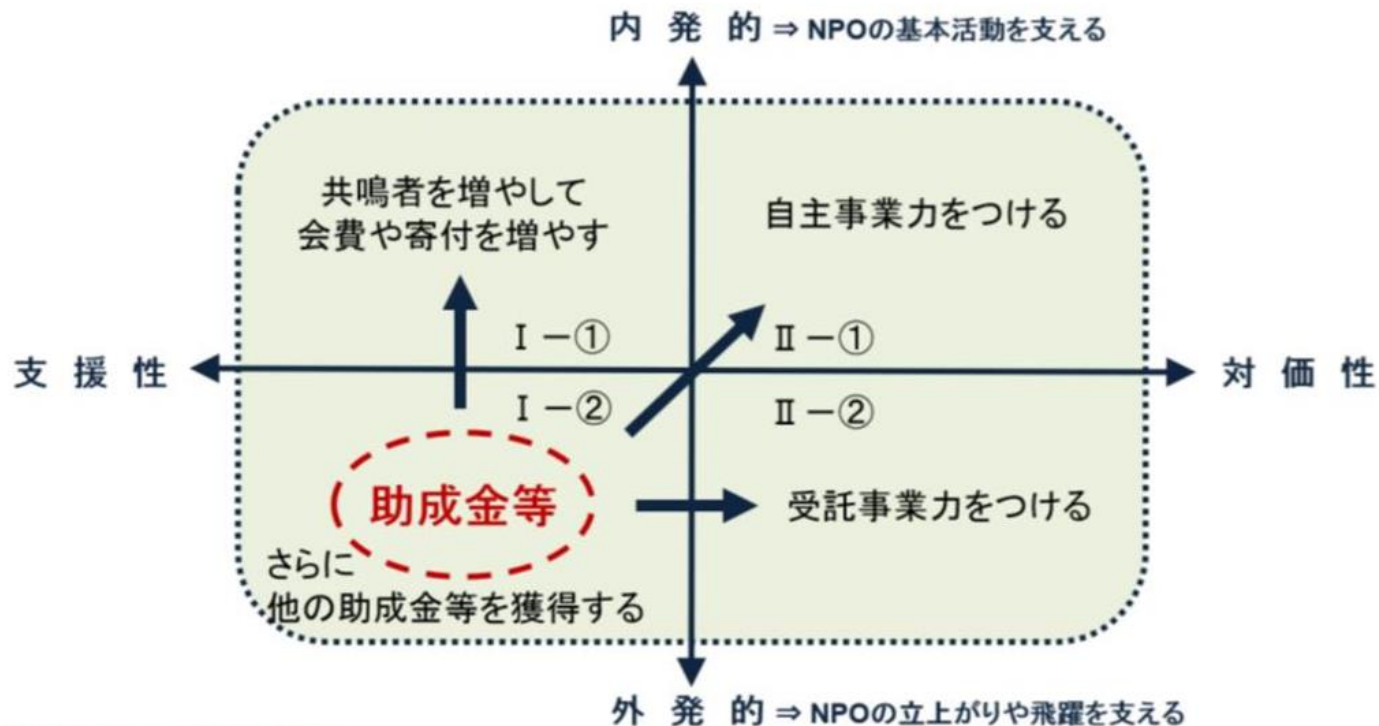 内 発 的 ⇒ NPOの基本活動を支える
共鳴者を増やして
会費や寄付を増やす
自主事業力をつける
Ⅰ－①
Ⅱ－①
支 援 性
対 価 性
Ⅰ－②
Ⅱ－②
助成金等
受託事業力をつける
さらに
他の助成金等を獲得する
外 発 的 ⇒ NPOの立上がりや飛躍を支える